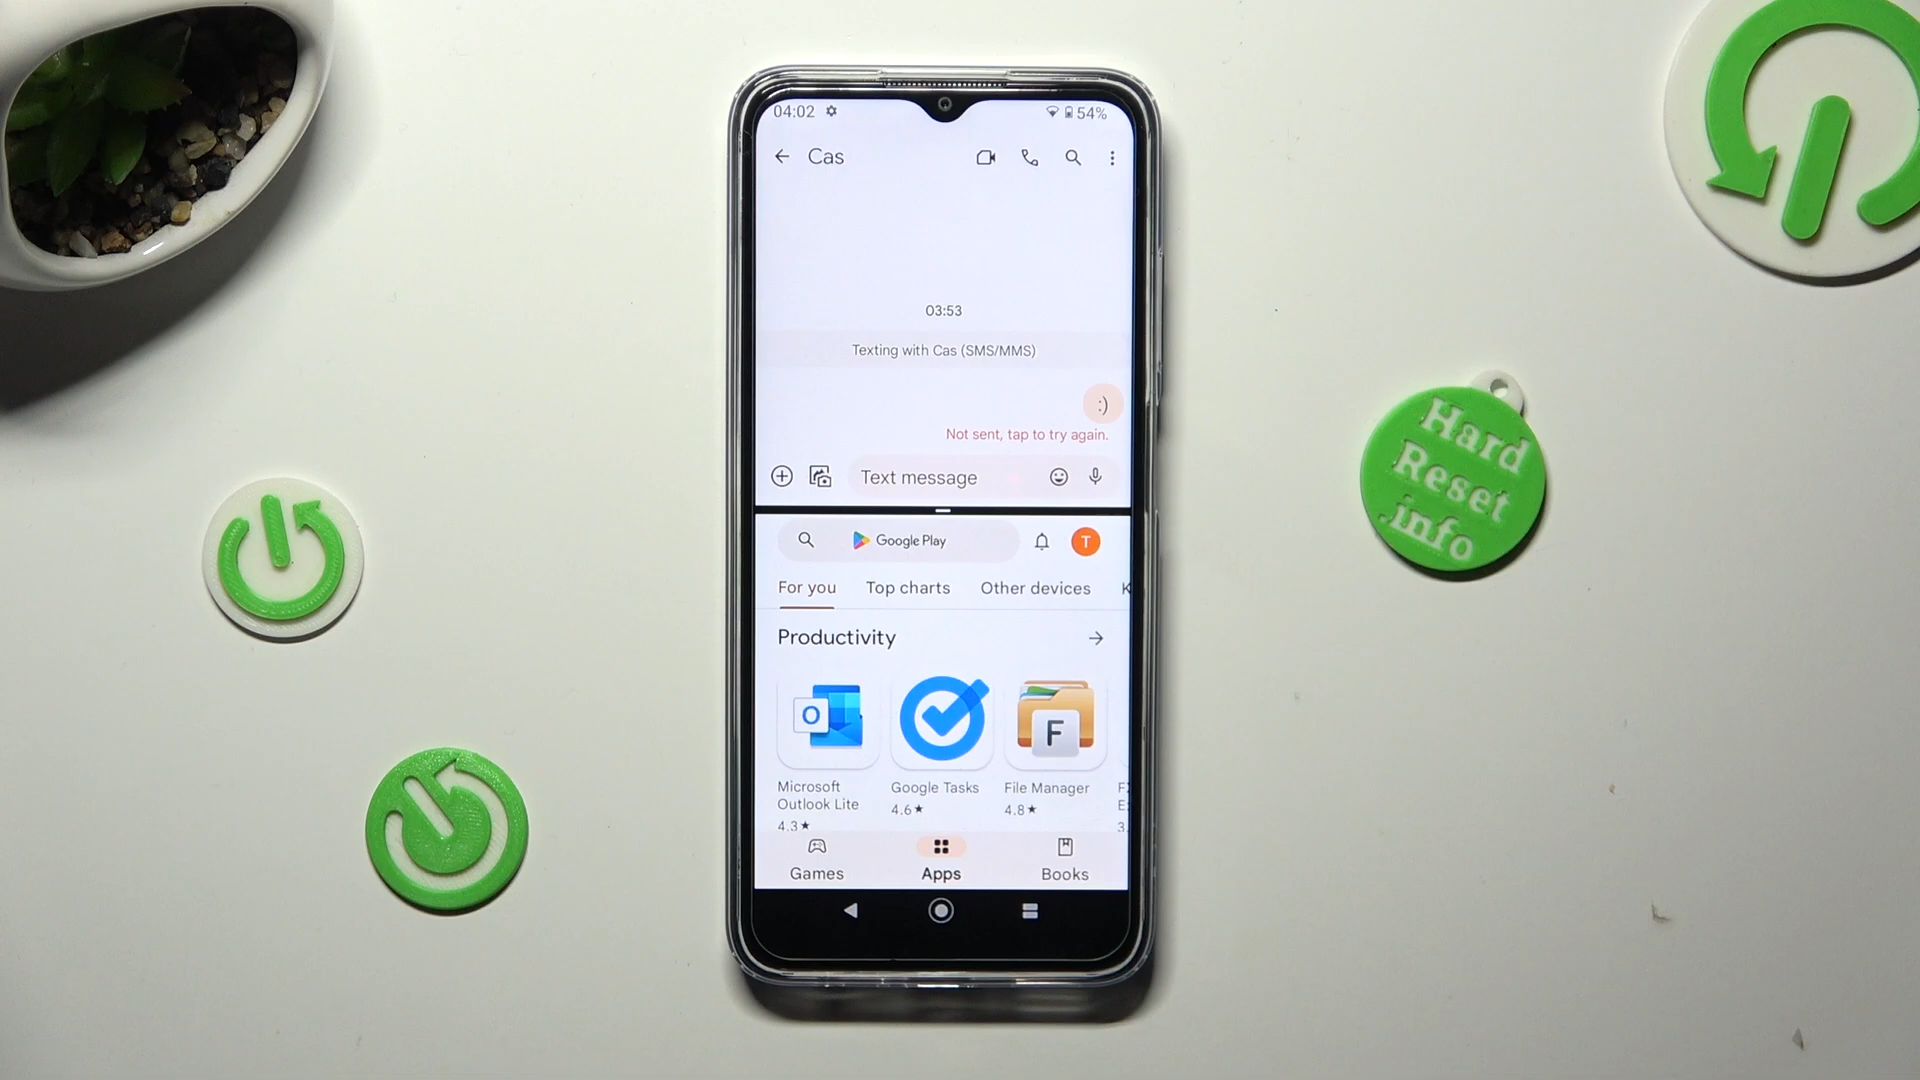 04:02 54%
Cas
03:53
Texting with Cas (SMS/MMS)
:)
Not sent, tap to try again.
Text message
Google Play T
For you Top charts Other devices K
Productivity
O F
Microsoft Outlook Lite
4.3★
Google Tasks
4.6★
File Manager
4.8★
3.
Games Apps Books
Hard
Reset
.info